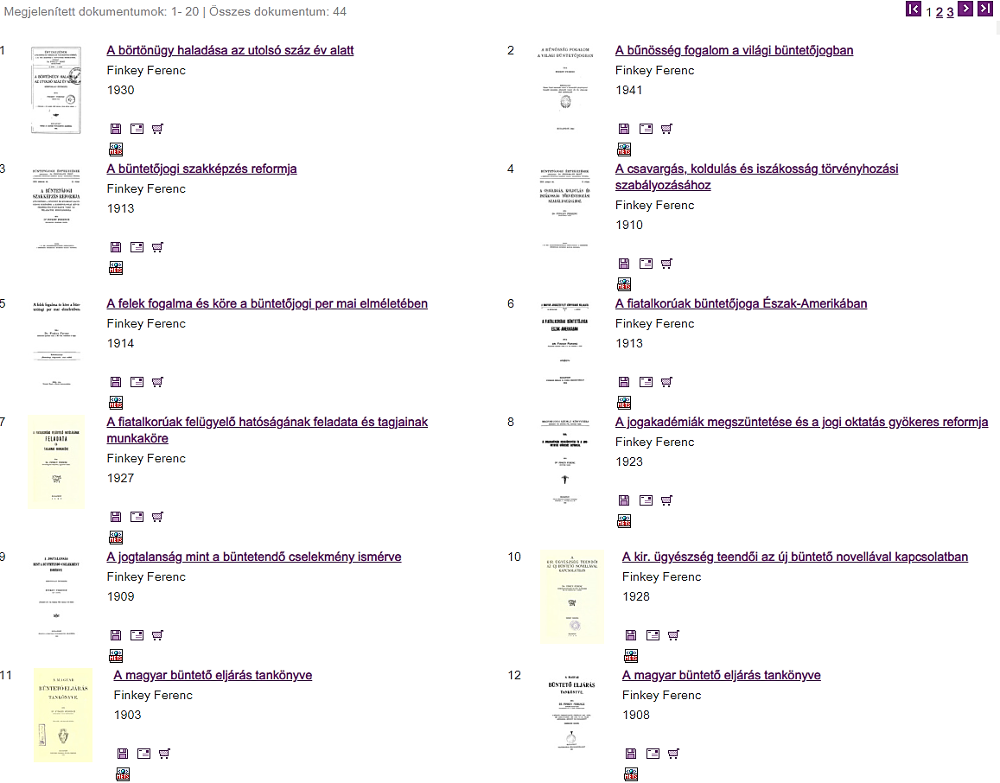 Megjelenített dokumentumok: 1- 20 | Összes dokumentum: 44
1 2 3
1
A börtönügy haladása az utolsó száz év alatt
Finkey Ferenc
1930
METS
2
A bűnösség fogalom a világi büntetőjogban
Finkey Ferenc
1941
METS
3
A büntetőjogi szakképzés reformja
Finkey Ferenc
1913
METS
4
A csavargás, koldulás és iszákosság törvényhozási
szabályozásához
Finkey Ferenc
1910
METS
5
A felek fogalma és köre a büntetőjogi per mai elméletében
Finkey Ferenc
1914
METS
6
A fiatalkorúak büntetőjoga Észak-Amerikában
Finkey Ferenc
1913
METS
7
A fiatalkorúak felügyelő hatóságának feladata és tagjainak
munkaköre
Finkey Ferenc
1927
METS
8
A jogakadémiák megszüntetése és a jogi oktatás gyökeres reformja
Finkey Ferenc
1923
METS
9
A jogtalanság mint a büntetendő cselekmény ismérve
Finkey Ferenc
1909
METS
10
A kir. ügyészség teendői az új büntető novellával kapcsolatban
Finkey Ferenc
1928
METS
11
A magyar büntető eljárás tankönyve
Finkey Ferenc
1903
METS
12
A magyar büntető eljárás tankönyve
Finkey Ferenc
1908
METS